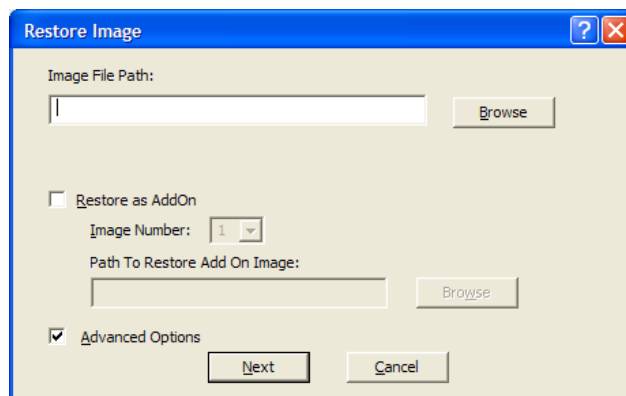 Restore Image
Image File Path:
Browse
Restore as AddOn
Image Number: 1
Path To Restore Add On Image:
Browse
Advanced Options
Next Cancel